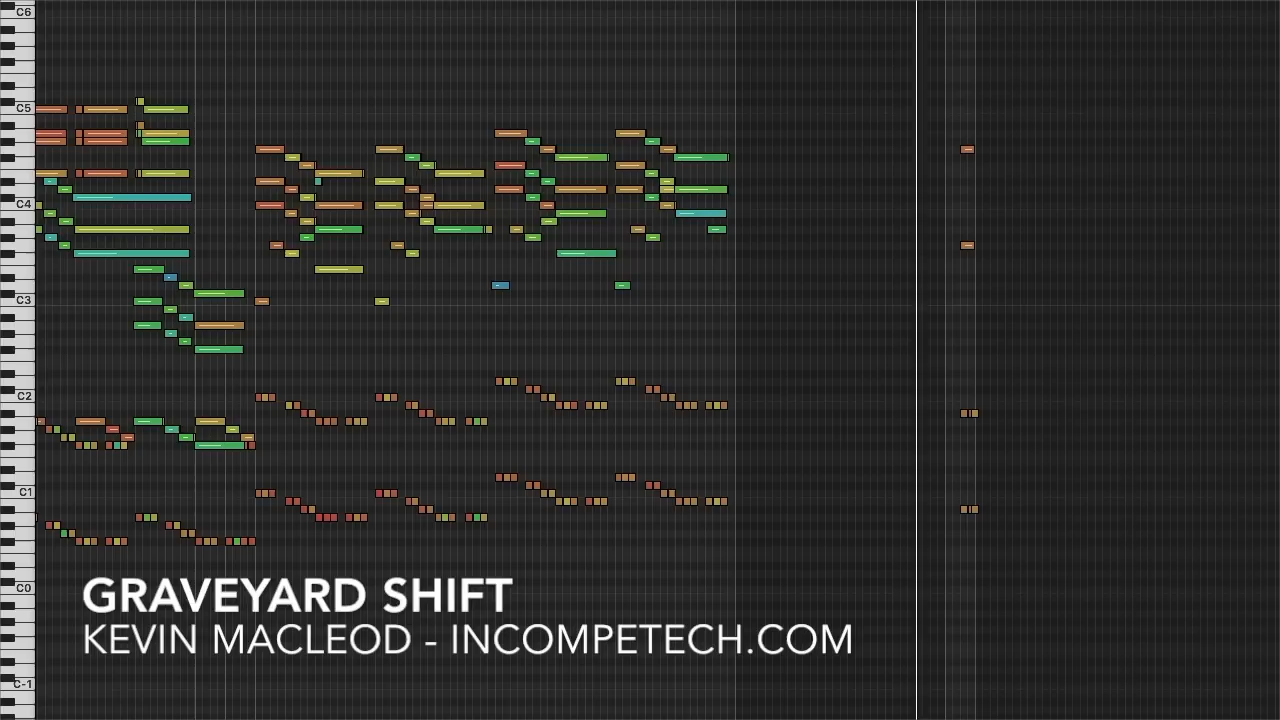 C6
C5
C4
C3
C2
C1
C0
GRAVEYARD SHIFT
KEVIN MACLEOD - INCOMPETECH.COM
C-1